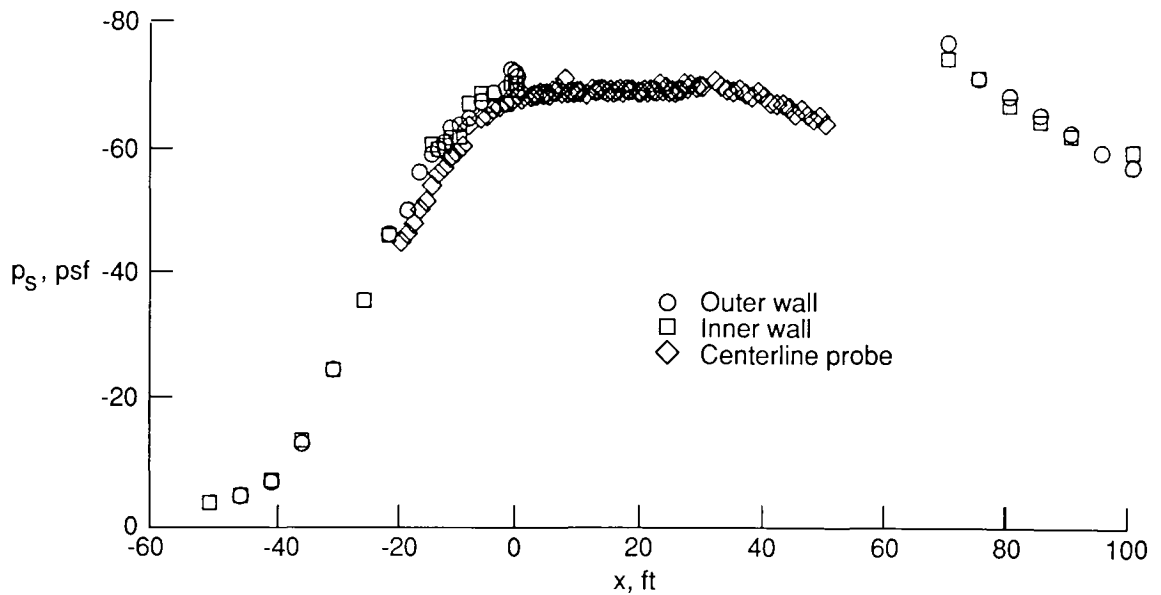 -80
-60
-40
-20
0
p_s, psf
Outer wall
Inner wall
Centerline probe
-60 -40 -20 0 20 40 60 80 100
x, ft